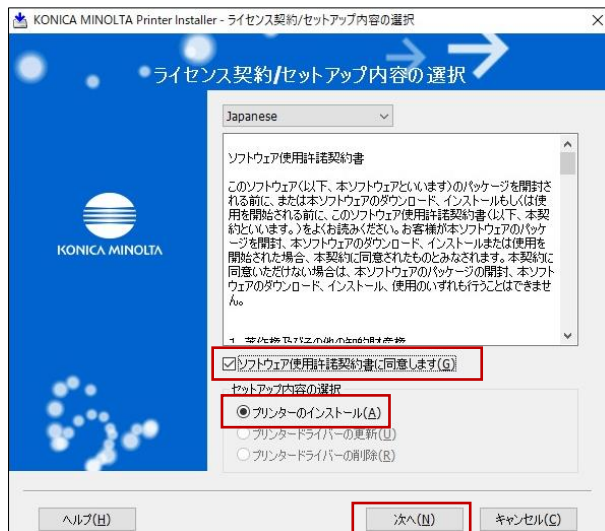 KONICA MINOLTA Printer Installer - ライセンス契約/セットアップ内容の選択
ライセンス契約/セットアップ内容の選択
Japanese
ソフトウェア使用許諾契約書
このソフトウェア(以下、本ソフトウェアといいます)のパッケージを開封さ
れる前に、または本ソフトウェアのダウンロード、インストールもしくは使
用を開始される前に、このソフトウェア使用許諾契約書(以下、本契
約といいます。)をよくお読みください。お客様が本ソフトウェアのパッケ
ージを開封、本ソフトウェアのダウンロード、インストールまたは使用を
開始された場合、本契約に同意されたものとみなされます。本契約に
同意いただけない場合は、本ソフトウェアのパッケージの開封、本ソフト
ウェアのダウンロード、インストール、使用のいずれも行うことはできませ
ん。
1. 著作権及びその他の知的財産権
KONICA MINOLTA
ソフトウェア使用許諾契約書に同意します(G)
セットアップ内容の選択
プリンターのインストール(A)
プリンタードライバーの更新(U)
プリンタードライバーの削除(R)
ヘルプ(H)
次へ(N)
キャンセル(C)